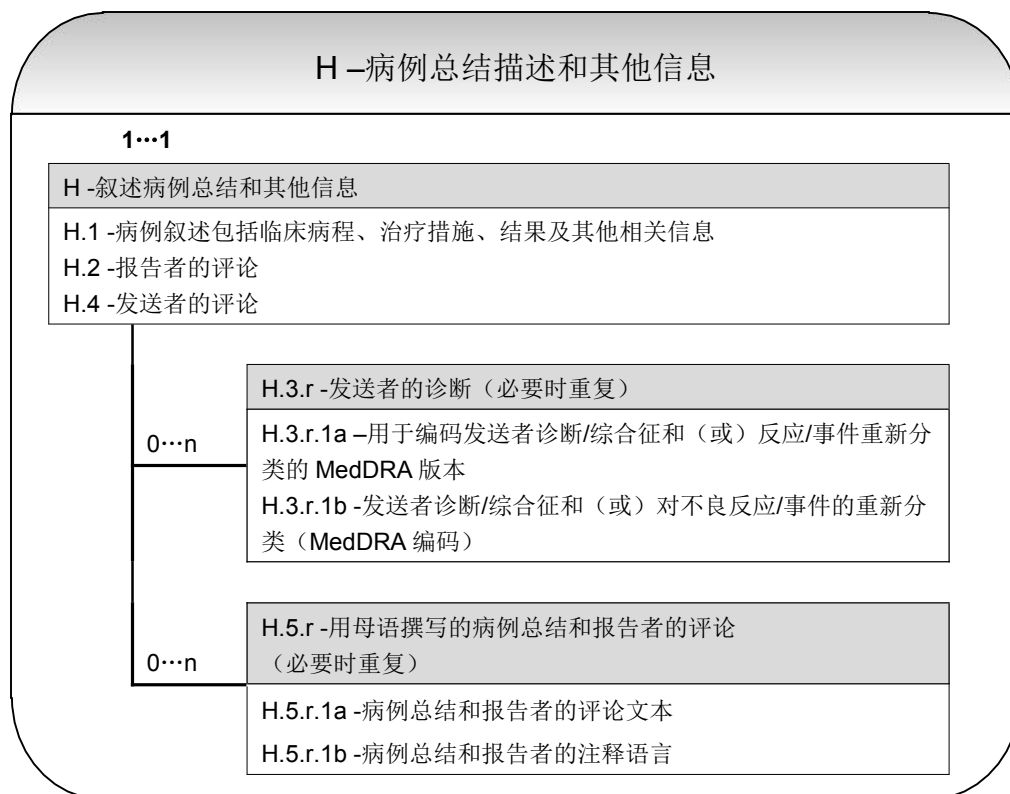 H –病例总结描述和其他信息
1…1
H -叙述病例总结和其他信息
H.1 -病例叙述包括临床病程、治疗措施、结果及其他相关信息
H.2 -报告者的评论
H.4 -发送者的评论
H.3.r -发送者的诊断（必要时重复）
0…n
H.3.r.1a –用于编码发送者诊断/综合征和（或）反应/事件重新分
类的 MedDRA 版本
H.3.r.1b -发送者诊断/综合征和（或）对不良反应/事件的重新分
类（MedDRA 编码）
H.5.r -用母语撰写的病例总结和报告者的评论
（必要时重复）
0…n
H.5.r.1a -病例总结和报告者的评论文本
H.5.r.1b -病例总结和报告者的注释语言